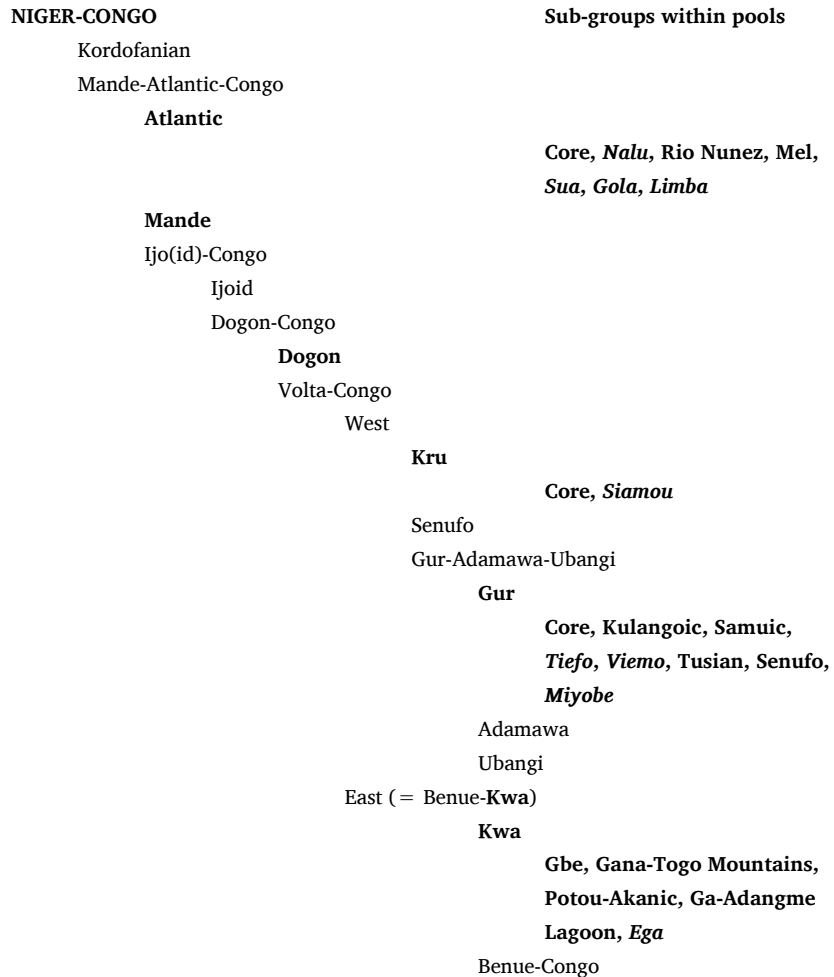 NIGER-CONGO Sub-groups within pools
Kordofanian
Mande-Atlantic-Congo
Atlantic
Core, Nalu, Rio Nunez, Mel,
Sua, Gola, Limba
Mande
Ijo(id)-Congo
Ijoid
Dogon-Congo
Dogon
Volta-Congo
West
Kru
Core, Siamou
Senufo
Gur-Adamawa-Ubangi
Gur
Core, Kulangoic, Samuic,
Tiefo, Viemo, Tusian, Senufo,
Miyobe
Adamawa
Ubangi
East (= Benue-Kwa)
Kwa
Gbe, Gana-Togo Mountains,
Potou-Akanic, Ga-Adangme
Lagoon, Ega
Benue-Congo